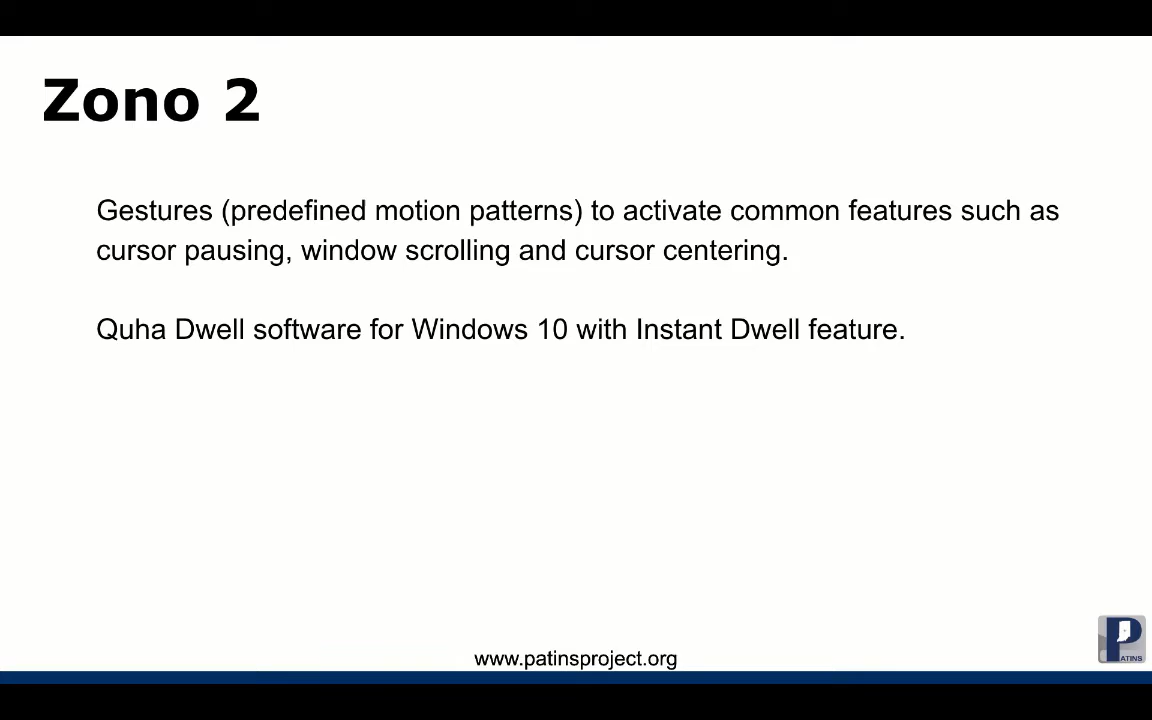 Zono 2
Gestures (predefined motion patterns) to activate common features such as
cursor pausing, window scrolling and cursor centering.
Quha Dwell software for Windows 10 with Instant Dwell feature.
www.patinsproject.org
PATINS